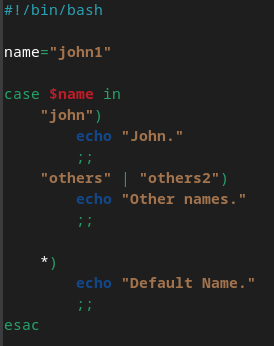 #!/bin/bash

name="john1"

case $name in
    "john")
        echo "John."
        ;;
    "others" | "others2")
        echo "Other names."
        ;;

    *)
        echo "Default Name."
        ;;
esac